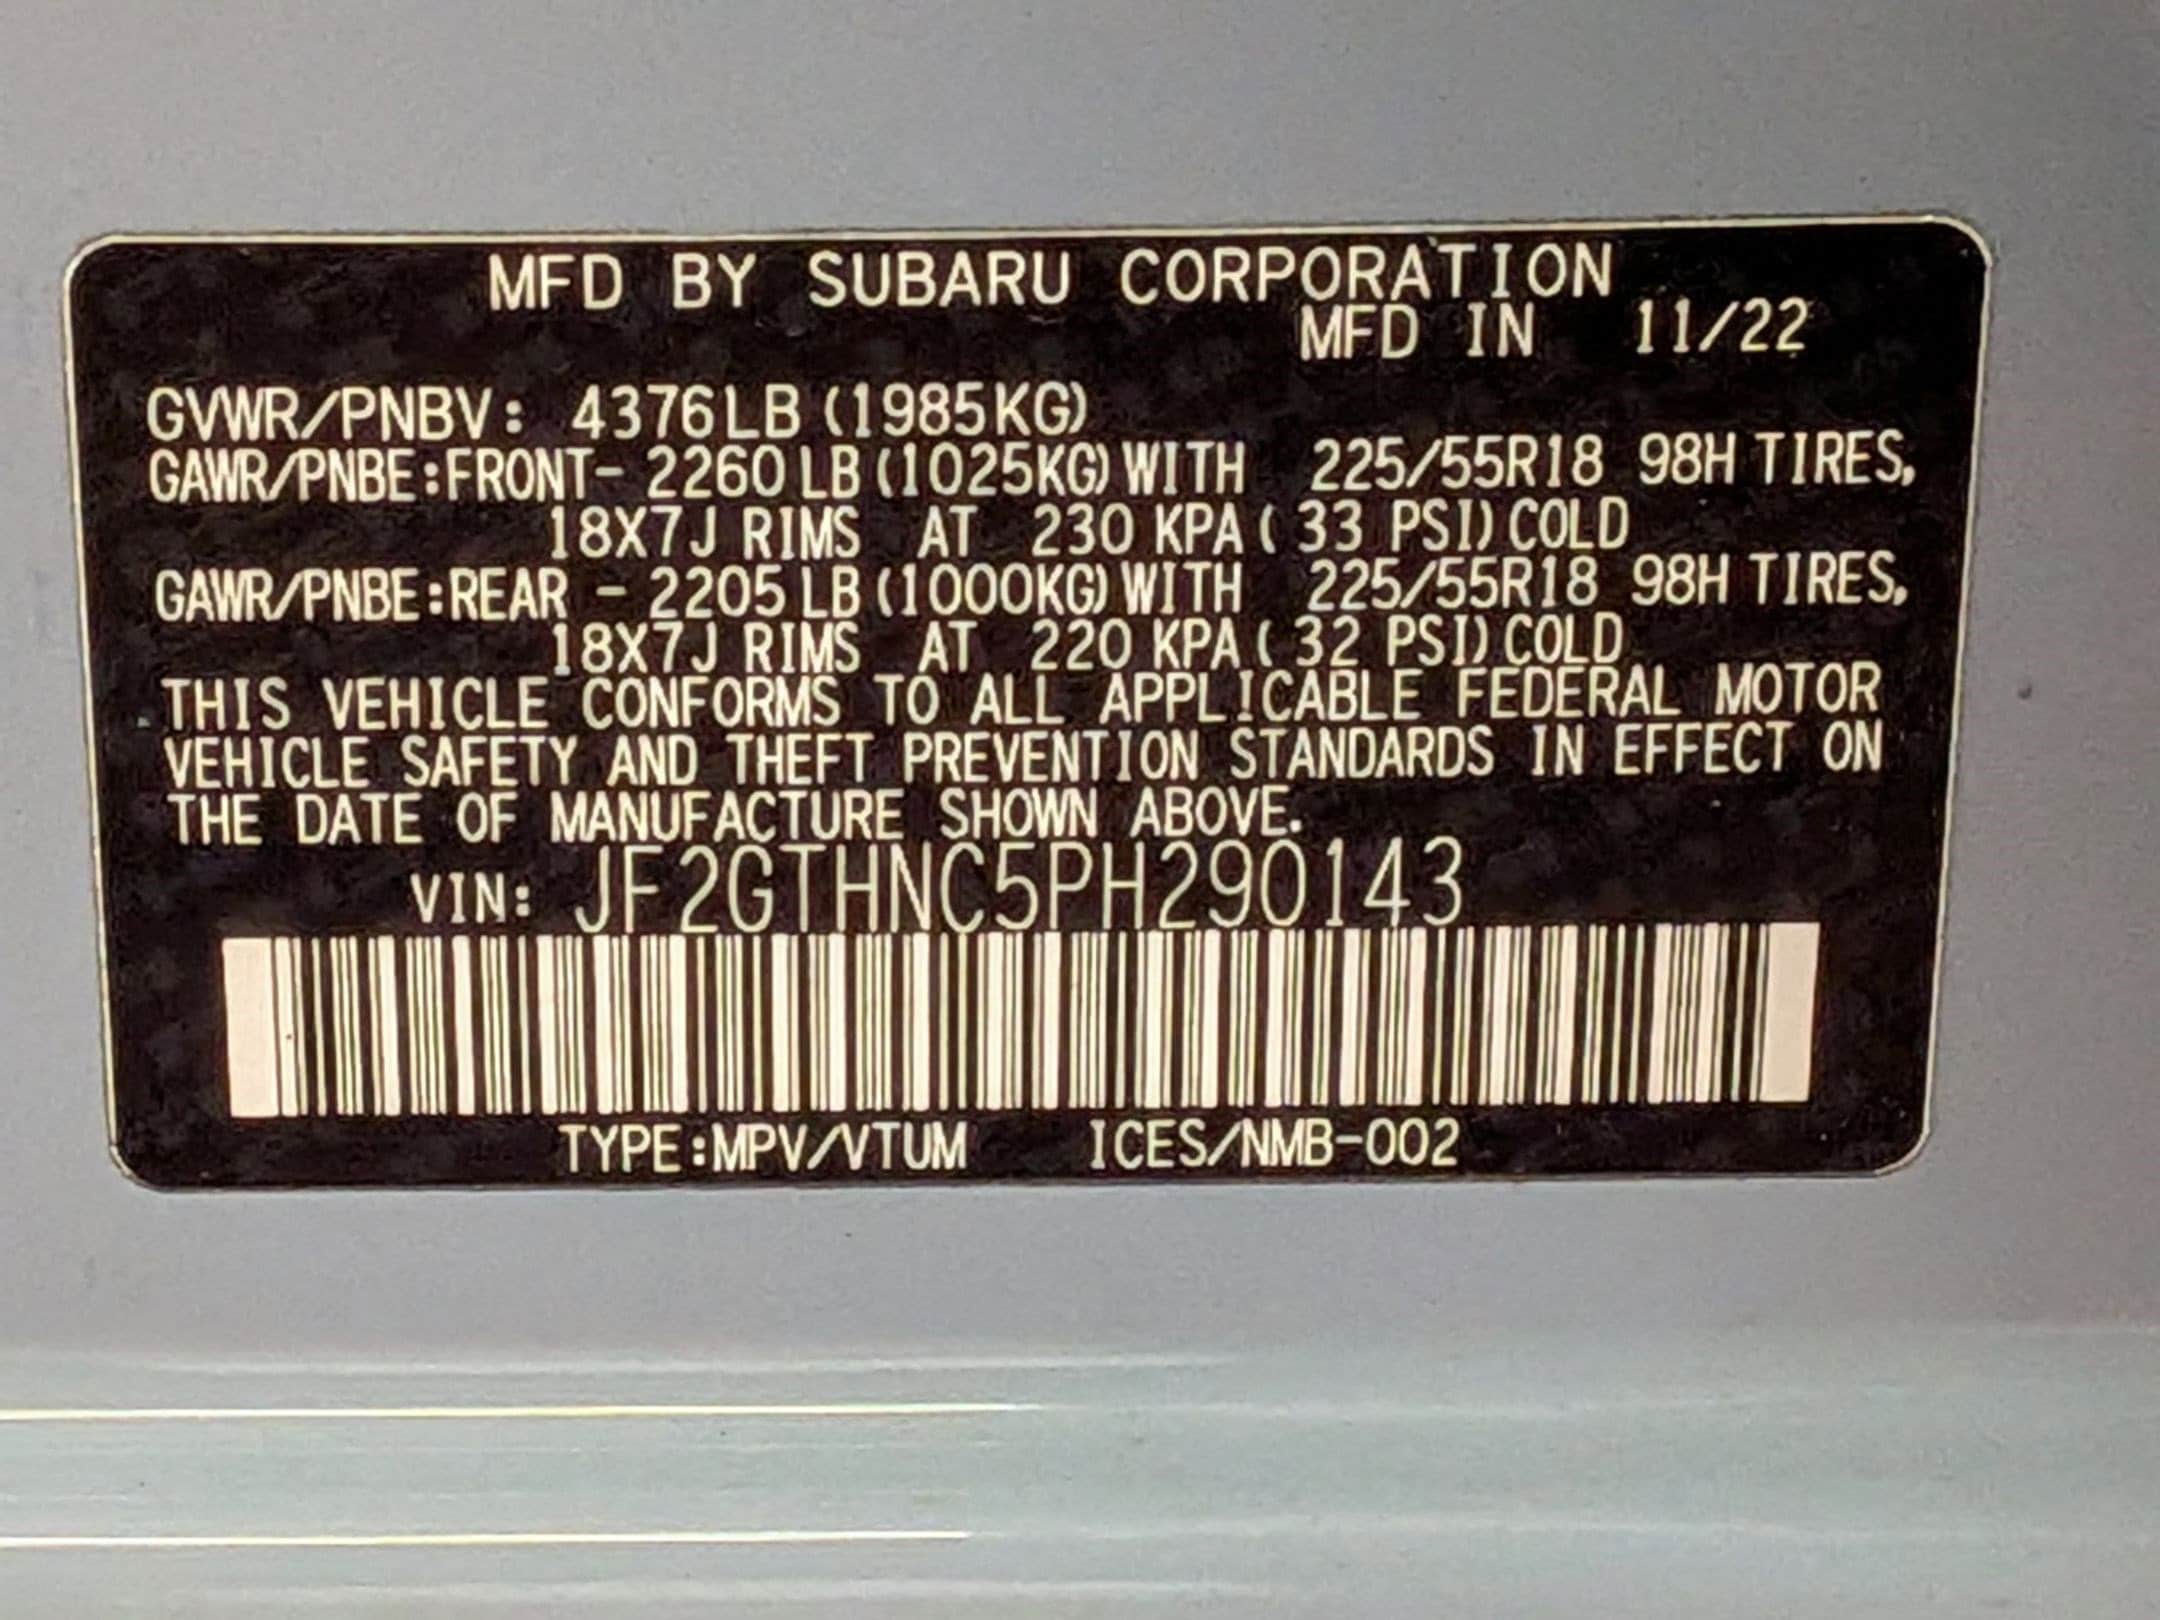 MFD BY SUBARU CORPORATION
MFD IN 11/22
GVWR/PNBV: 4376LB (1985KG)
GAWR/PNBE:FRONT- 2260 LB (1025KG) WITH 225/55R18 98H TIRES,
18X7J RIMS AT 230 KPA ( 33 PSI) COLD
GAWR/PNBE:REAR - 2205 LB (1000KG) WITH 225/55R18 98H TIRES,
18X7J RIMS AT 220 KPA ( 32 PSI) COLD
THIS VEHICLE CONFORMS TO ALL APPLICABLE FEDERAL MOTOR
VEHICLE SAFETY AND THEFT PREVENTION STANDARDS IN EFFECT ON
THE DATE OF MANUFACTURE SHOWN ABOVE.
VIN: JF2GTHNC5PH290143
TYPE:MPV/VTUM ICES/NMB-002